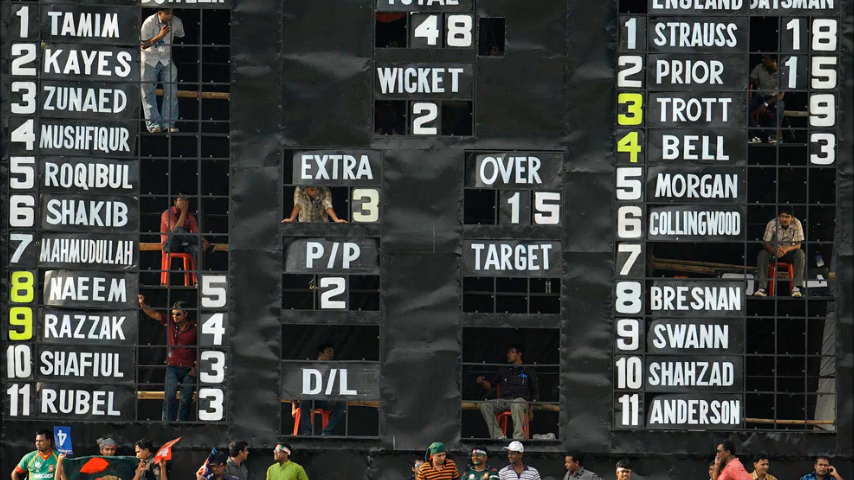 BOWLER
1 TAMIM
2 KAYES
3 ZUNAED
4 MUSHFIQUR
5 ROQIBUL
6 SHAKIB
7 MAHMUDULLAH
8 NAEEM 5
9 RAZZAK 4
10 SHAFIUL 3
11 RUBEL 3
TOTAL
48
WICKET
2
EXTRA
3
OVER
15
P/P
2
TARGET
D/L
ENGLAND BATSMAN
1 STRAUSS 18
2 PRIOR 15
3 TROTT 9
4 BELL 3
5 MORGAN
6 COLLINGWOOD
7
8 BRESNAN
9 SWANN
10 SHAHZAD
11 ANDERSON
4